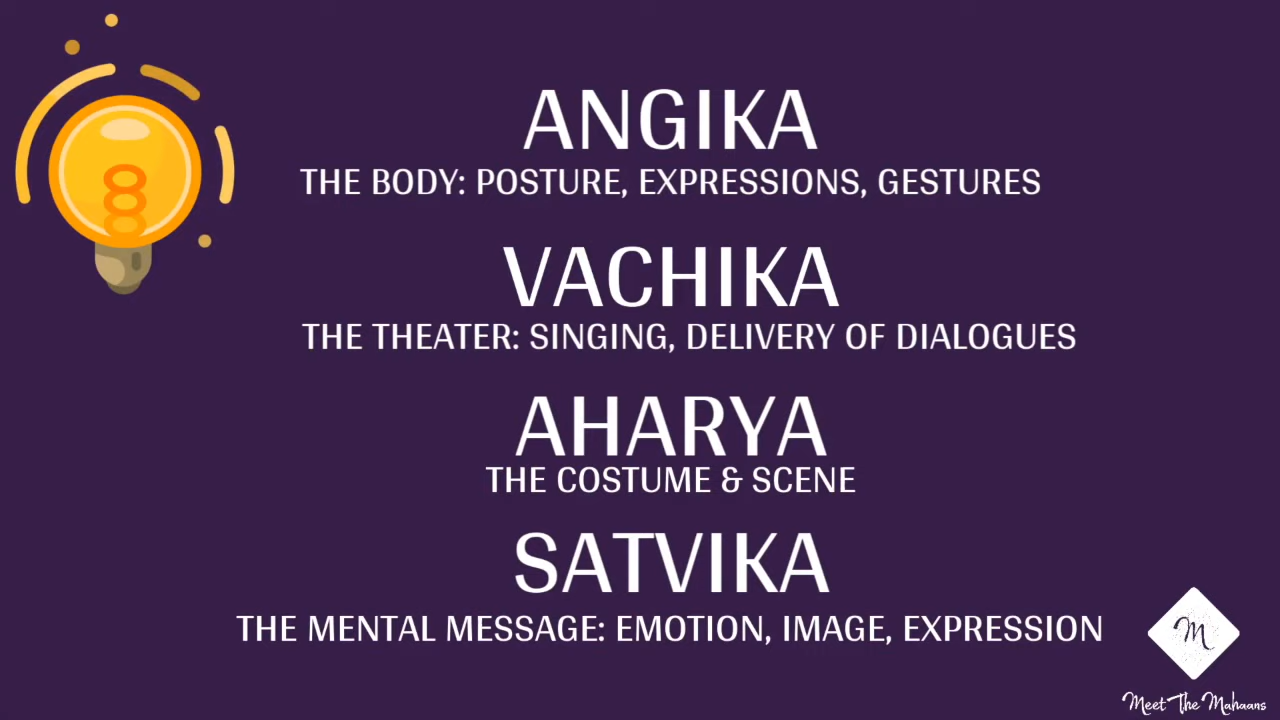 ANGIKA
THE BODY: POSTURE, EXPRESSIONS, GESTURES
VACHIKA
THE THEATER: SINGING, DELIVERY OF DIALOGUES
AHARYA
THE COSTUME & SCENE
SATVIKA
THE MENTAL MESSAGE: EMOTION, IMAGE, EXPRESSION
M
Meet The Mahaans